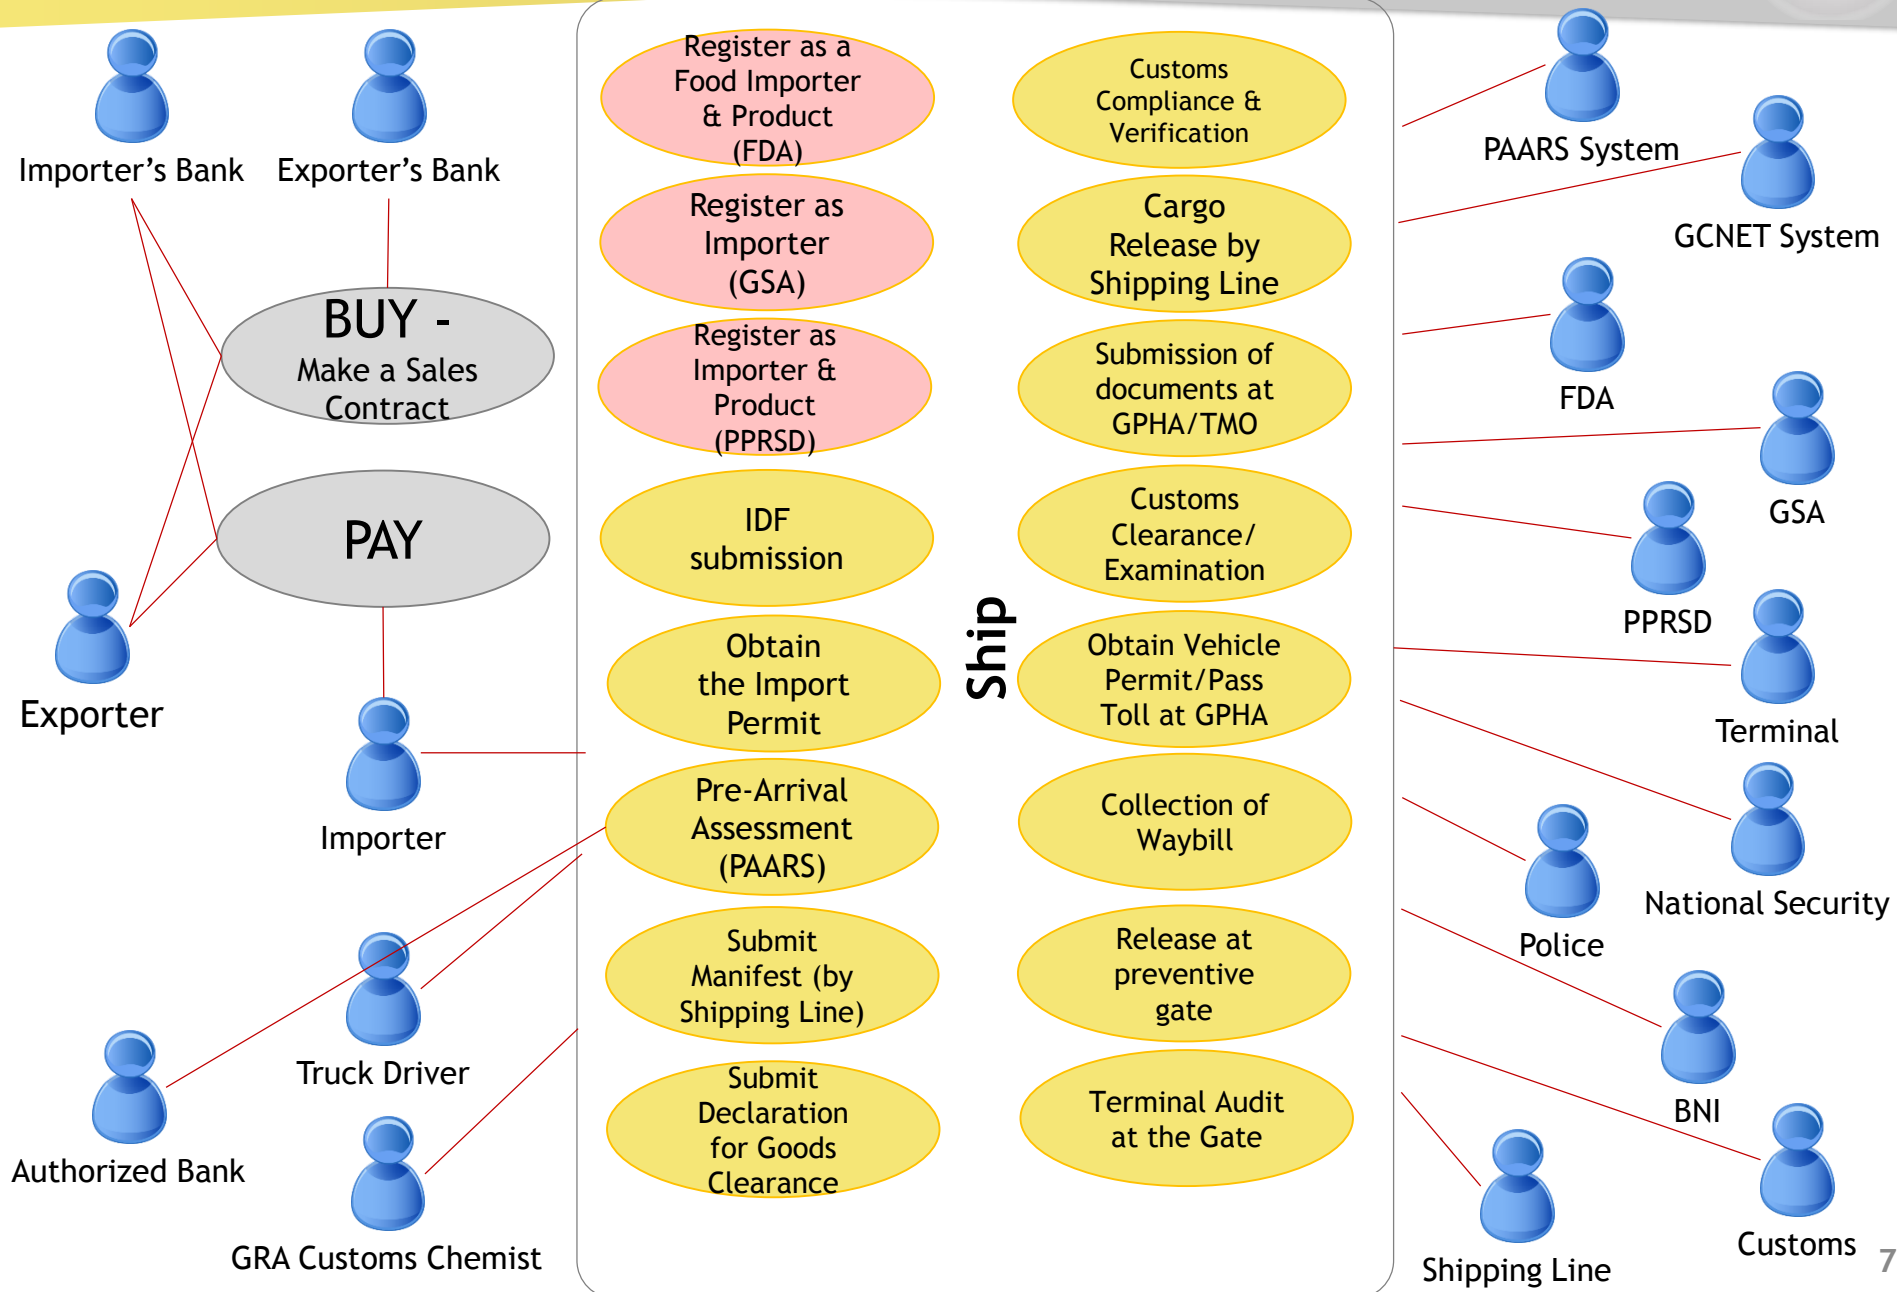 Importer's Bank
Exporter's Bank
BUY -
Make a Sales
Contract
PAY
Exporter
Importer
Truck Driver
Authorized Bank
GRA Customs Chemist
Register as a
Food Importer
& Product
(FDA)
Register as
Importer
(GSA)
Register as
Importer &
Product
(PPRSD)
IDF
submission
Obtain
the Import
Permit
Pre-Arrival
Assessment
(PAARS)
Submit
Manifest (by
Shipping Line)
Submit
Declaration
for Goods
Clearance
Ship
Customs
Compliance &
Verification
Cargo
Release by
Shipping Line
Submission of
documents at
GPHA/TMO
Customs
Clearance/
Examination
Obtain Vehicle
Permit/Pass
Toll at GPHA
Collection of
Waybill
Release at
preventive
gate
Terminal Audit
at the Gate
PAARS System
GCNET System
FDA
GSA
PPRSD
Terminal
National Security
Police
BNI
Customs
Shipping Line
7